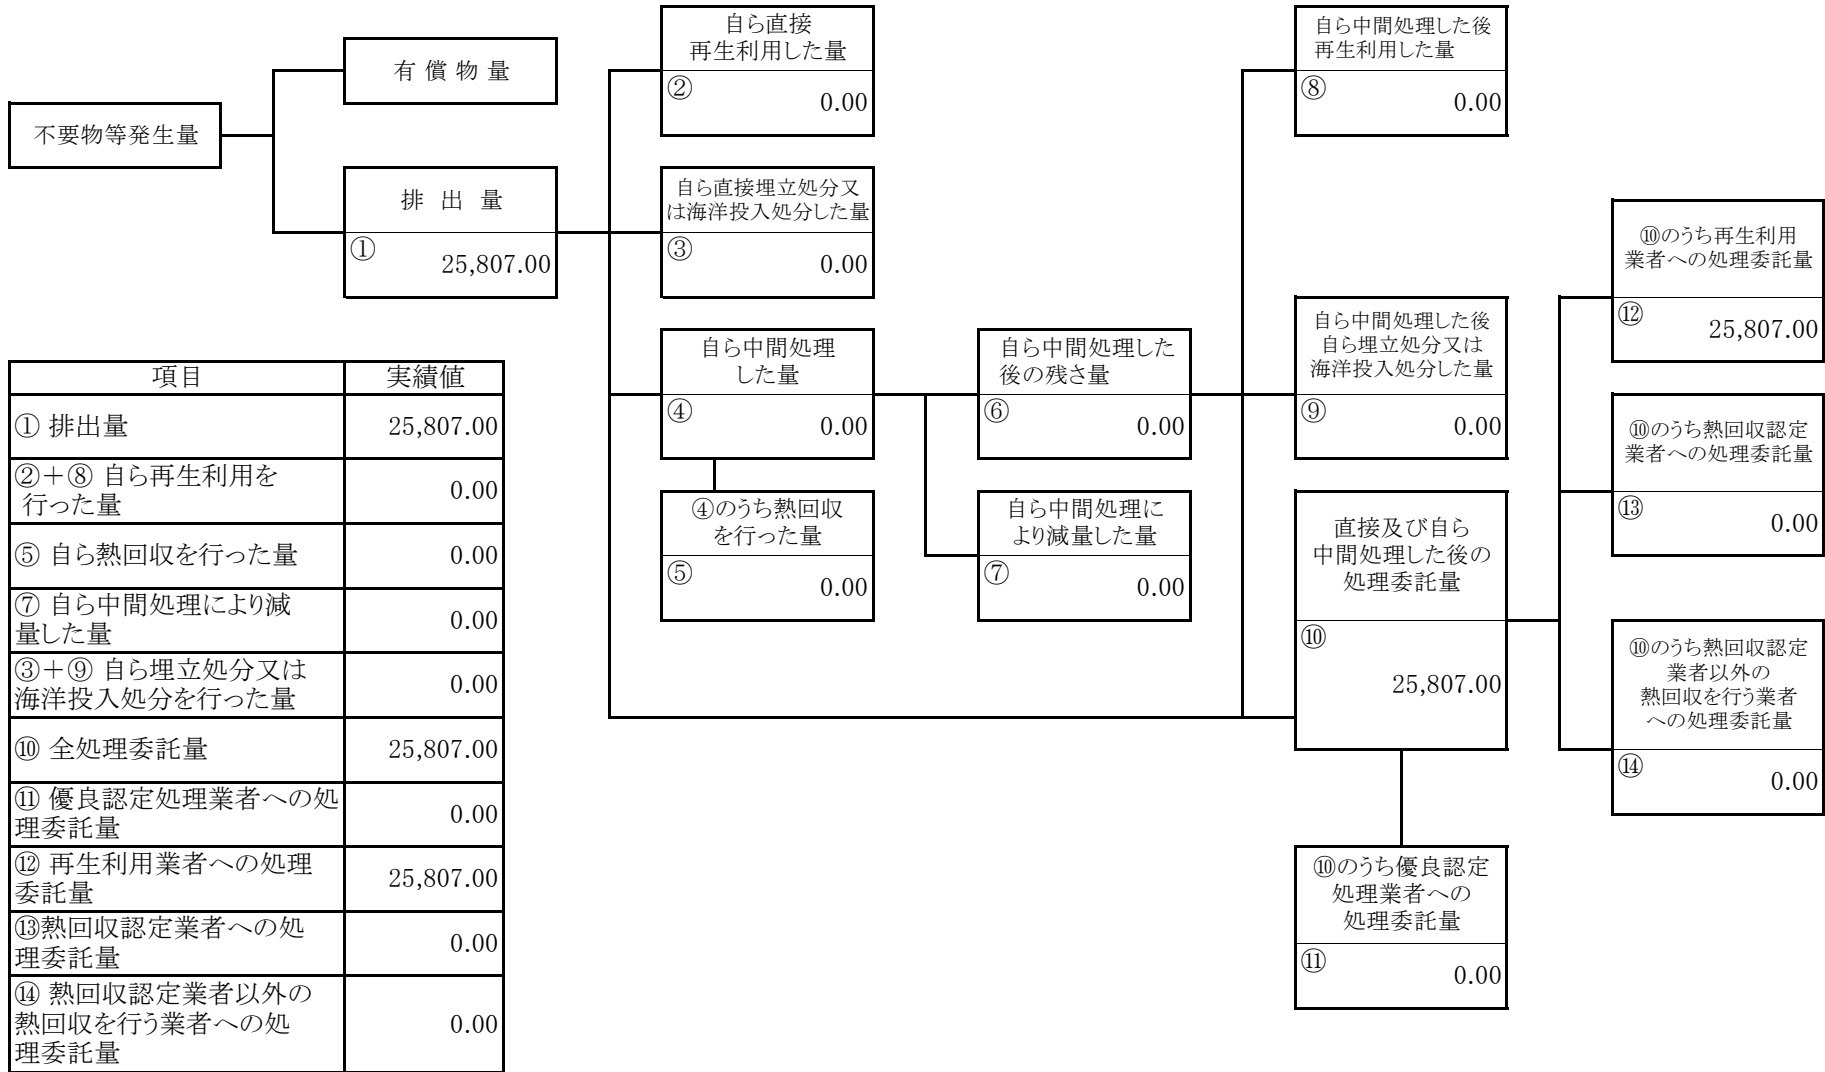 不要物等発生量
有 償 物 量
排 出 量
①
25,807.00
自ら直接
再生利用した量
②
0.00
自ら直接埋立処分又
は海洋投入処分した量
③
0.00
自ら中間処理
した量
④
0.00
④のうち熱回収
を行った量
⑤
0.00
自ら中間処理した
後の残さ量
⑥
0.00
自ら中間処理に
より減量した量
⑦
0.00
自ら中間処理した後
再生利用した量
⑧
0.00
自ら中間処理した後
自ら埋立処分又は
海洋投入処分した量
⑨
0.00
直接及び自ら
中間処理した後の
処理委託量
⑩
25,807.00
⑩のうち優良認定
処理業者への
処理委託量
⑪
0.00
⑩のうち再生利用
業者への処理委託量
⑫
25,807.00
⑩のうち熱回収認定
業者への処理委託量
⑬
0.00
⑩のうち熱回収認定
業者以外の
熱回収を行う業者
への処理委託量
⑭
0.00
項目 実績値
① 排出量 25,807.00
②＋⑧ 自ら再生利用を
行った量 0.00
⑤ 自ら熱回収を行った量 0.00
⑦ 自ら中間処理により減
量した量 0.00
③＋⑨ 自ら埋立処分又は
海洋投入処分を行った量 0.00
⑩ 全処理委託量 25,807.00
⑪ 優良認定処理業者への処
理委託量 0.00
⑫ 再生利用業者への処理
委託量 25,807.00
⑬熱回収認定業者への処
理委託量 0.00
⑭ 熱回収認定業者以外の
熱回収を行う業者への処
理委託量 0.00